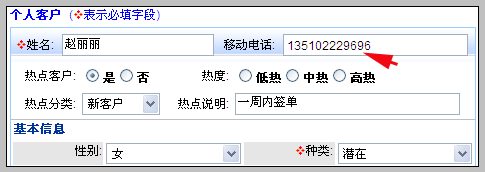 个人客户 (❖表示必填字段)
❖姓名: 赵丽丽 移动电话: 135102229696
热点客户: 是 否 热度: 低热 中热 高热
热点分类: 新客户 热点说明: 一周内签单
基本信息
性别: 女 ❖种类: 潜在